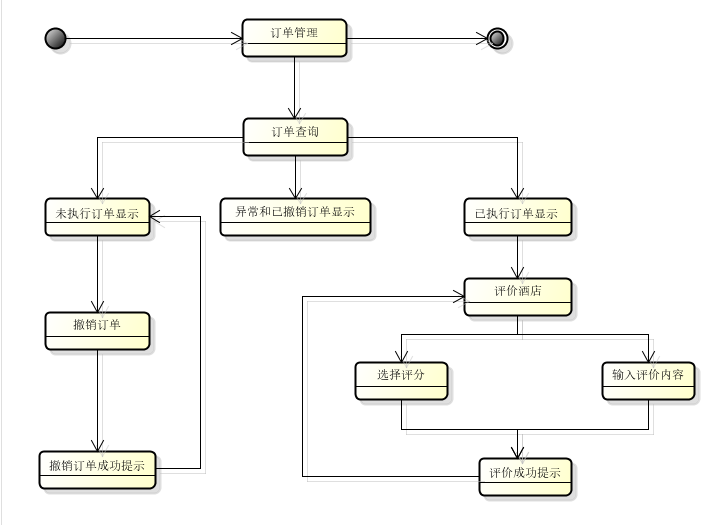 订单管理
订单查询
未执行订单显示
异常和已撤销订单显示
已执行订单显示
评价酒店
撤销订单
选择评分
输入评价内容
撤销订单成功提示
评价成功提示